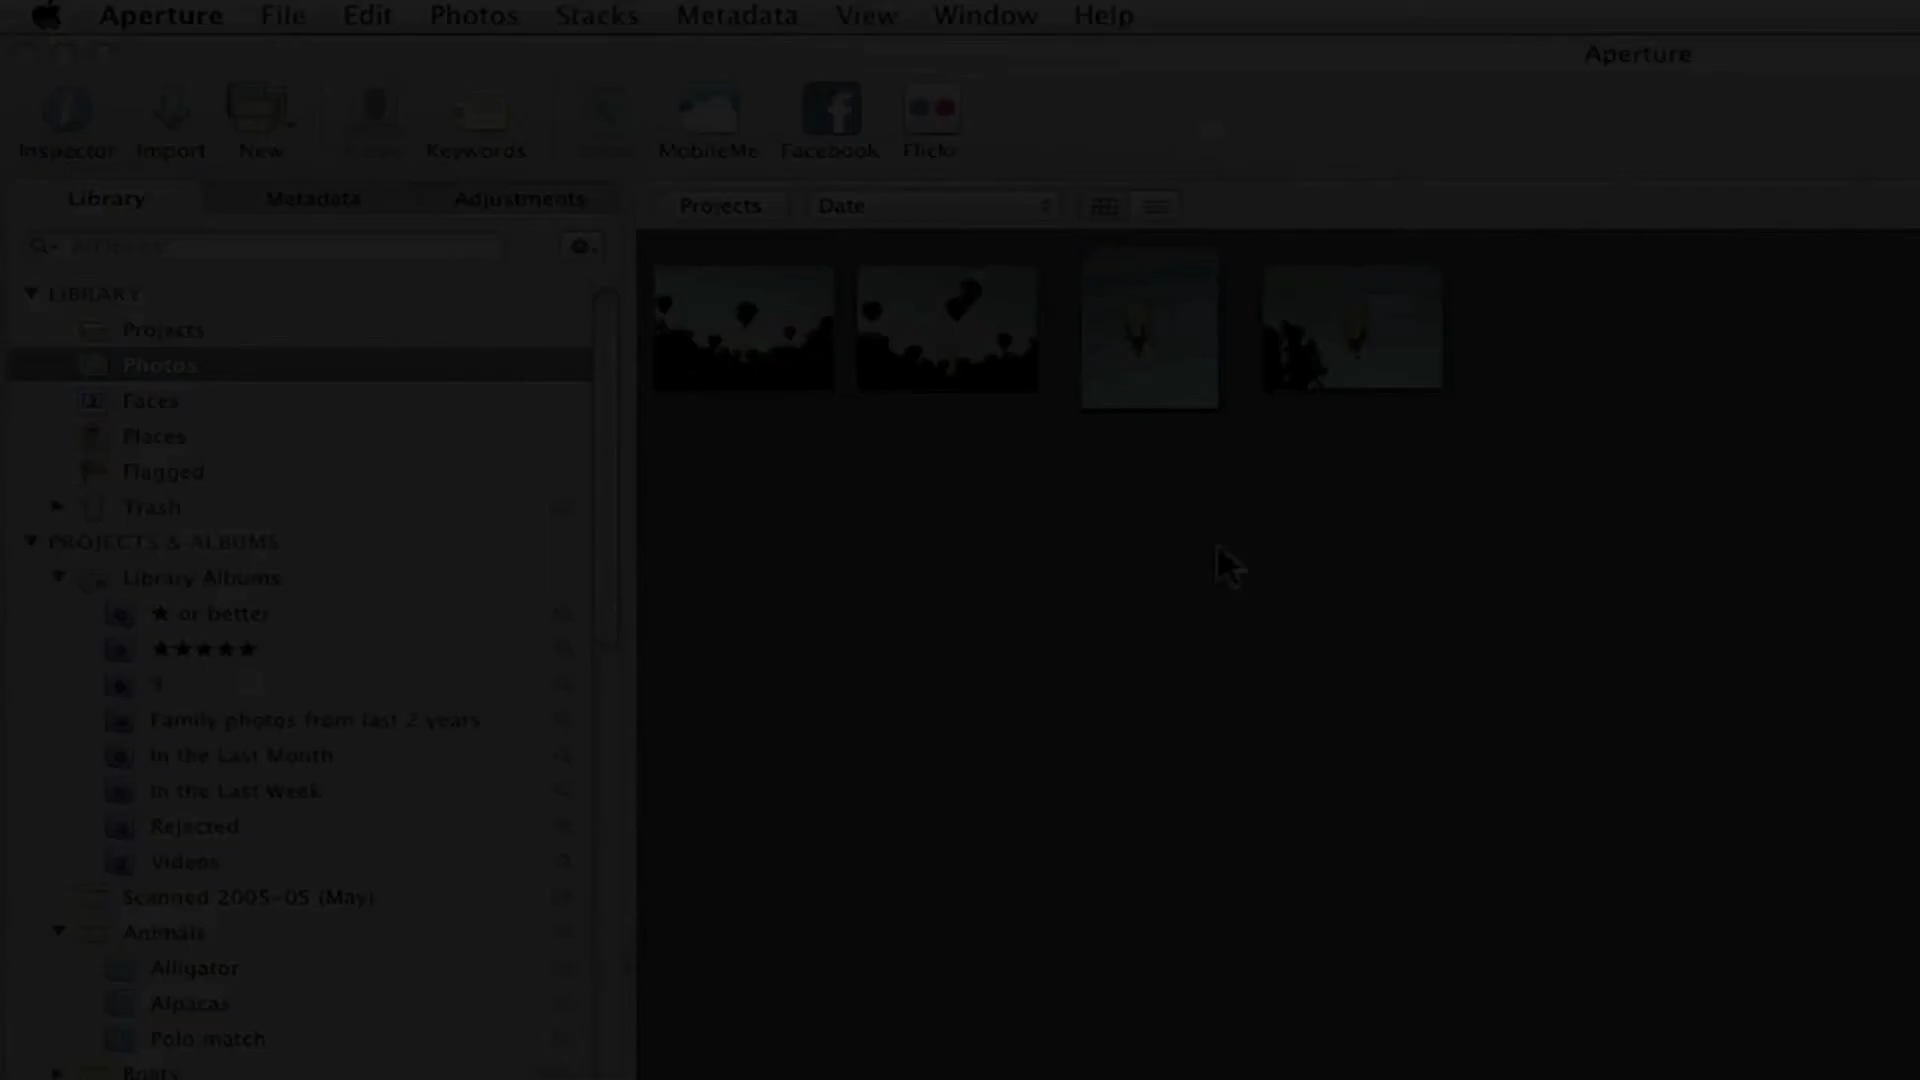 Aperture File Edit Photos Stacks Metadata View Window Help
Aperture
Inspector Import New Keywords MobileMe Facebook Flickr
Library Metadata Adjustments
Projects Date
LIBRARY
Projects
Photos
Faces
Places
Flagged
Trash
PROJECTS & ALBUMS
Library Albums
★ or better
★★★★★
Family photos from last 2 years
In the Last Month
In the Last Week
Rejected
Videos
Scanned 2005-05 (May)
Animals
Alligator
Alpacas
Polo match
Boats